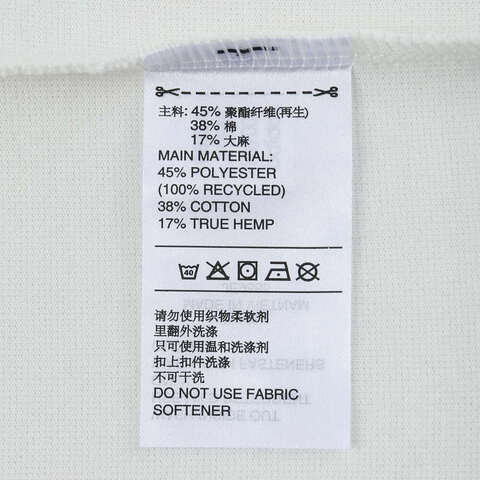 主料: 45% 聚酯纤维(再生)
38% 棉
17% 大麻
MAIN MATERIAL:
45% POLYESTER
(100% RECYCLED)
38% COTTON
17% TRUE HEMP
40
请勿使用织物柔软剂
里翻外洗涤
只可使用温和洗涤剂
扣上扣件洗涤
不可干洗
DO NOT USE FABRIC
SOFTENER